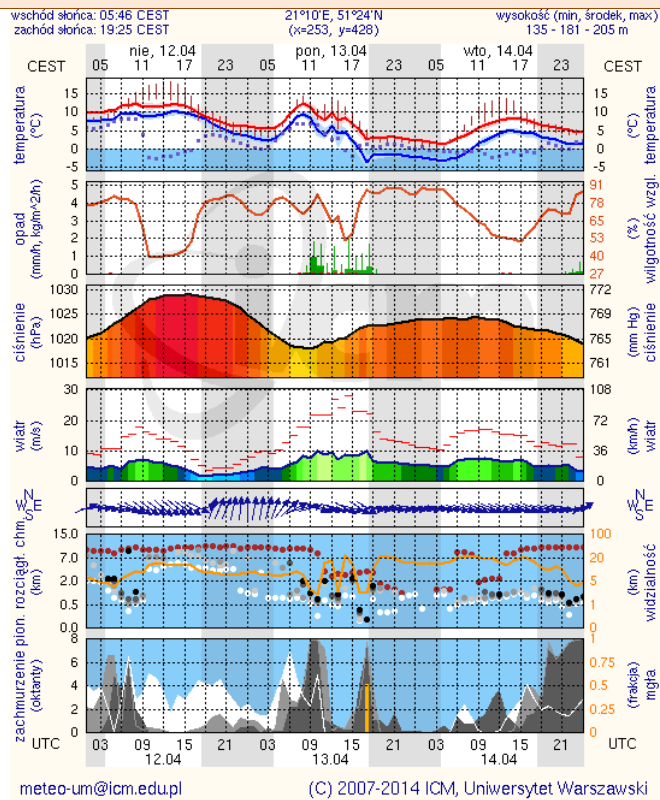 wschód słońca: 05:46 CEST 21°10'E, 51°24'N wysokość (min, środek, max)
zachód słońca: 19:25 CEST (x=253, y=428) 135 - 181 - 205 m
nie, 12.04 pon, 13.04 wto, 14.04
CEST 05 11 17 23 05 11 17 23 05 11 17 23 CEST
temperatura (°C) 15 10 5 0 -5 15 10 5 0 -5 (°C) temperatura
opad (mm/h, kg/m^2/h) 5 4 3 2 1 0 91 78 65 53 40 27 (%) wilgotność wzgl.
ciśnienie (hPa) 1030 1025 1020 1015 772 769 765 761 (mm Hg) ciśnienie
wiatr (m/s) 30 20 10 0 108 72 36 0 (km/h) wiatr
N W E S N W E S
pion. rozciągł. chm. (km) 15.0 7.0 2.0 0.5 0.0 100 20 5 1 0 (km) widzialność
zachmurzenie (oktanty) 8 6 4 2 0 1 0.75 0.5 0.25 0 (frakcja) mgła
UTC 03 09 15 21 03 09 15 21 03 09 15 21 UTC
12.04 13.04 14.04
meteo-um@icm.edu.pl (C) 2007-2014 ICM, Uniwersytet Warszawski